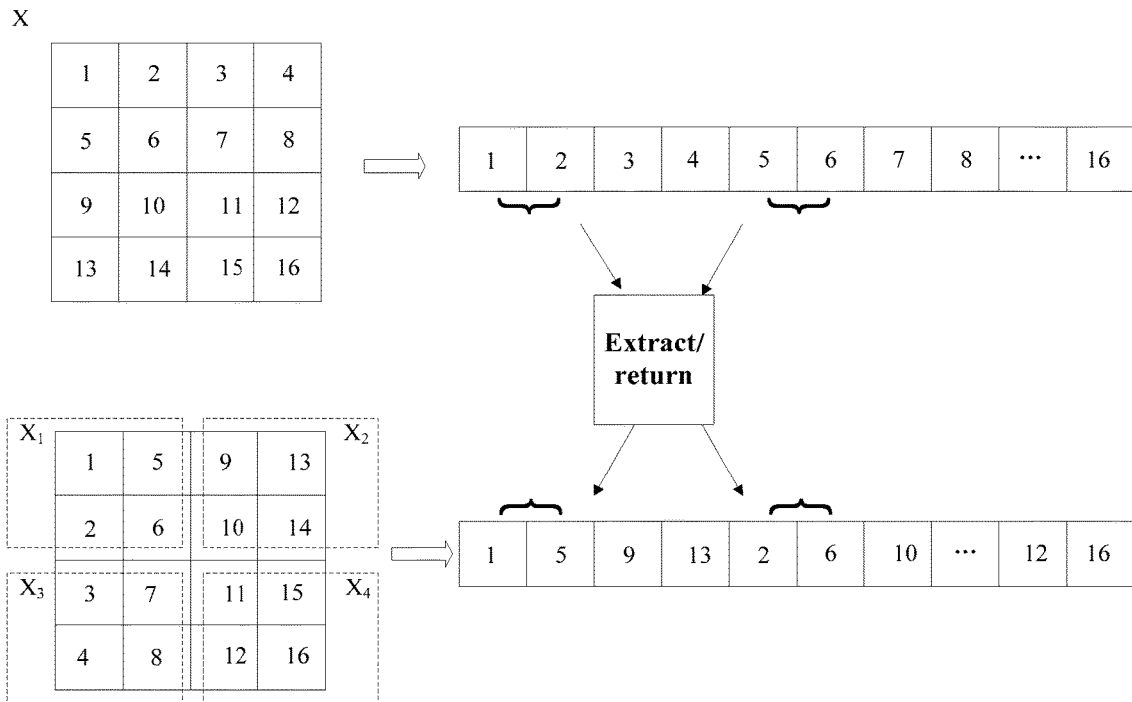 X
1 2 3 4
5 6 7 8
9 10 11 12
13 14 15 16
1 2 3 4 5 6 7 8 ... 16
Extract/
return
X1 X2
1 5 9 13
2 6 10 14
X3 X4
3 7 11 15
4 8 12 16
1 5 9 13 2 6 10 ... 12 16